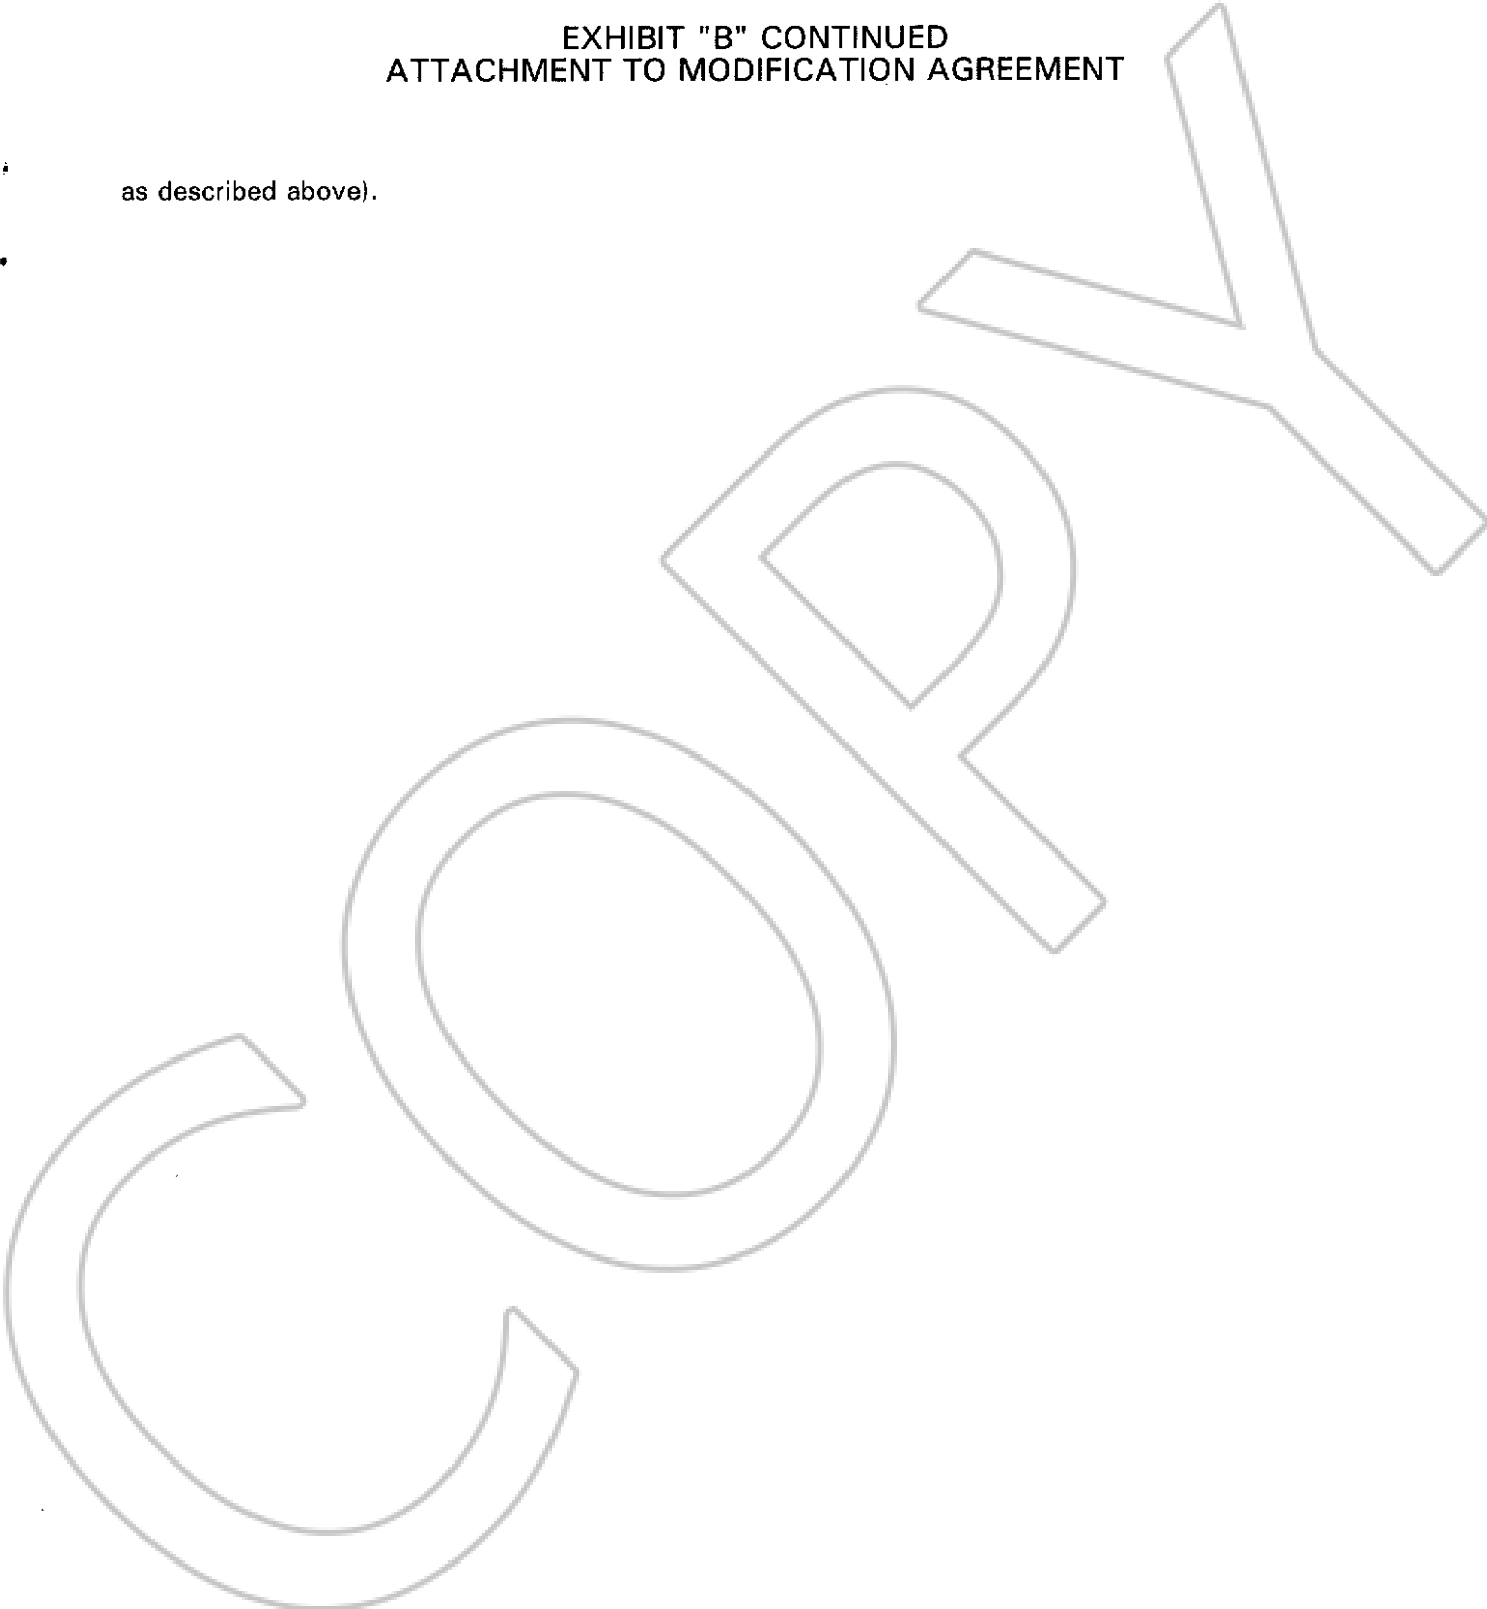 EXHIBIT "B" CONTINUED
ATTACHMENT TO MODIFICATION AGREEMENT
as described above).
COPY